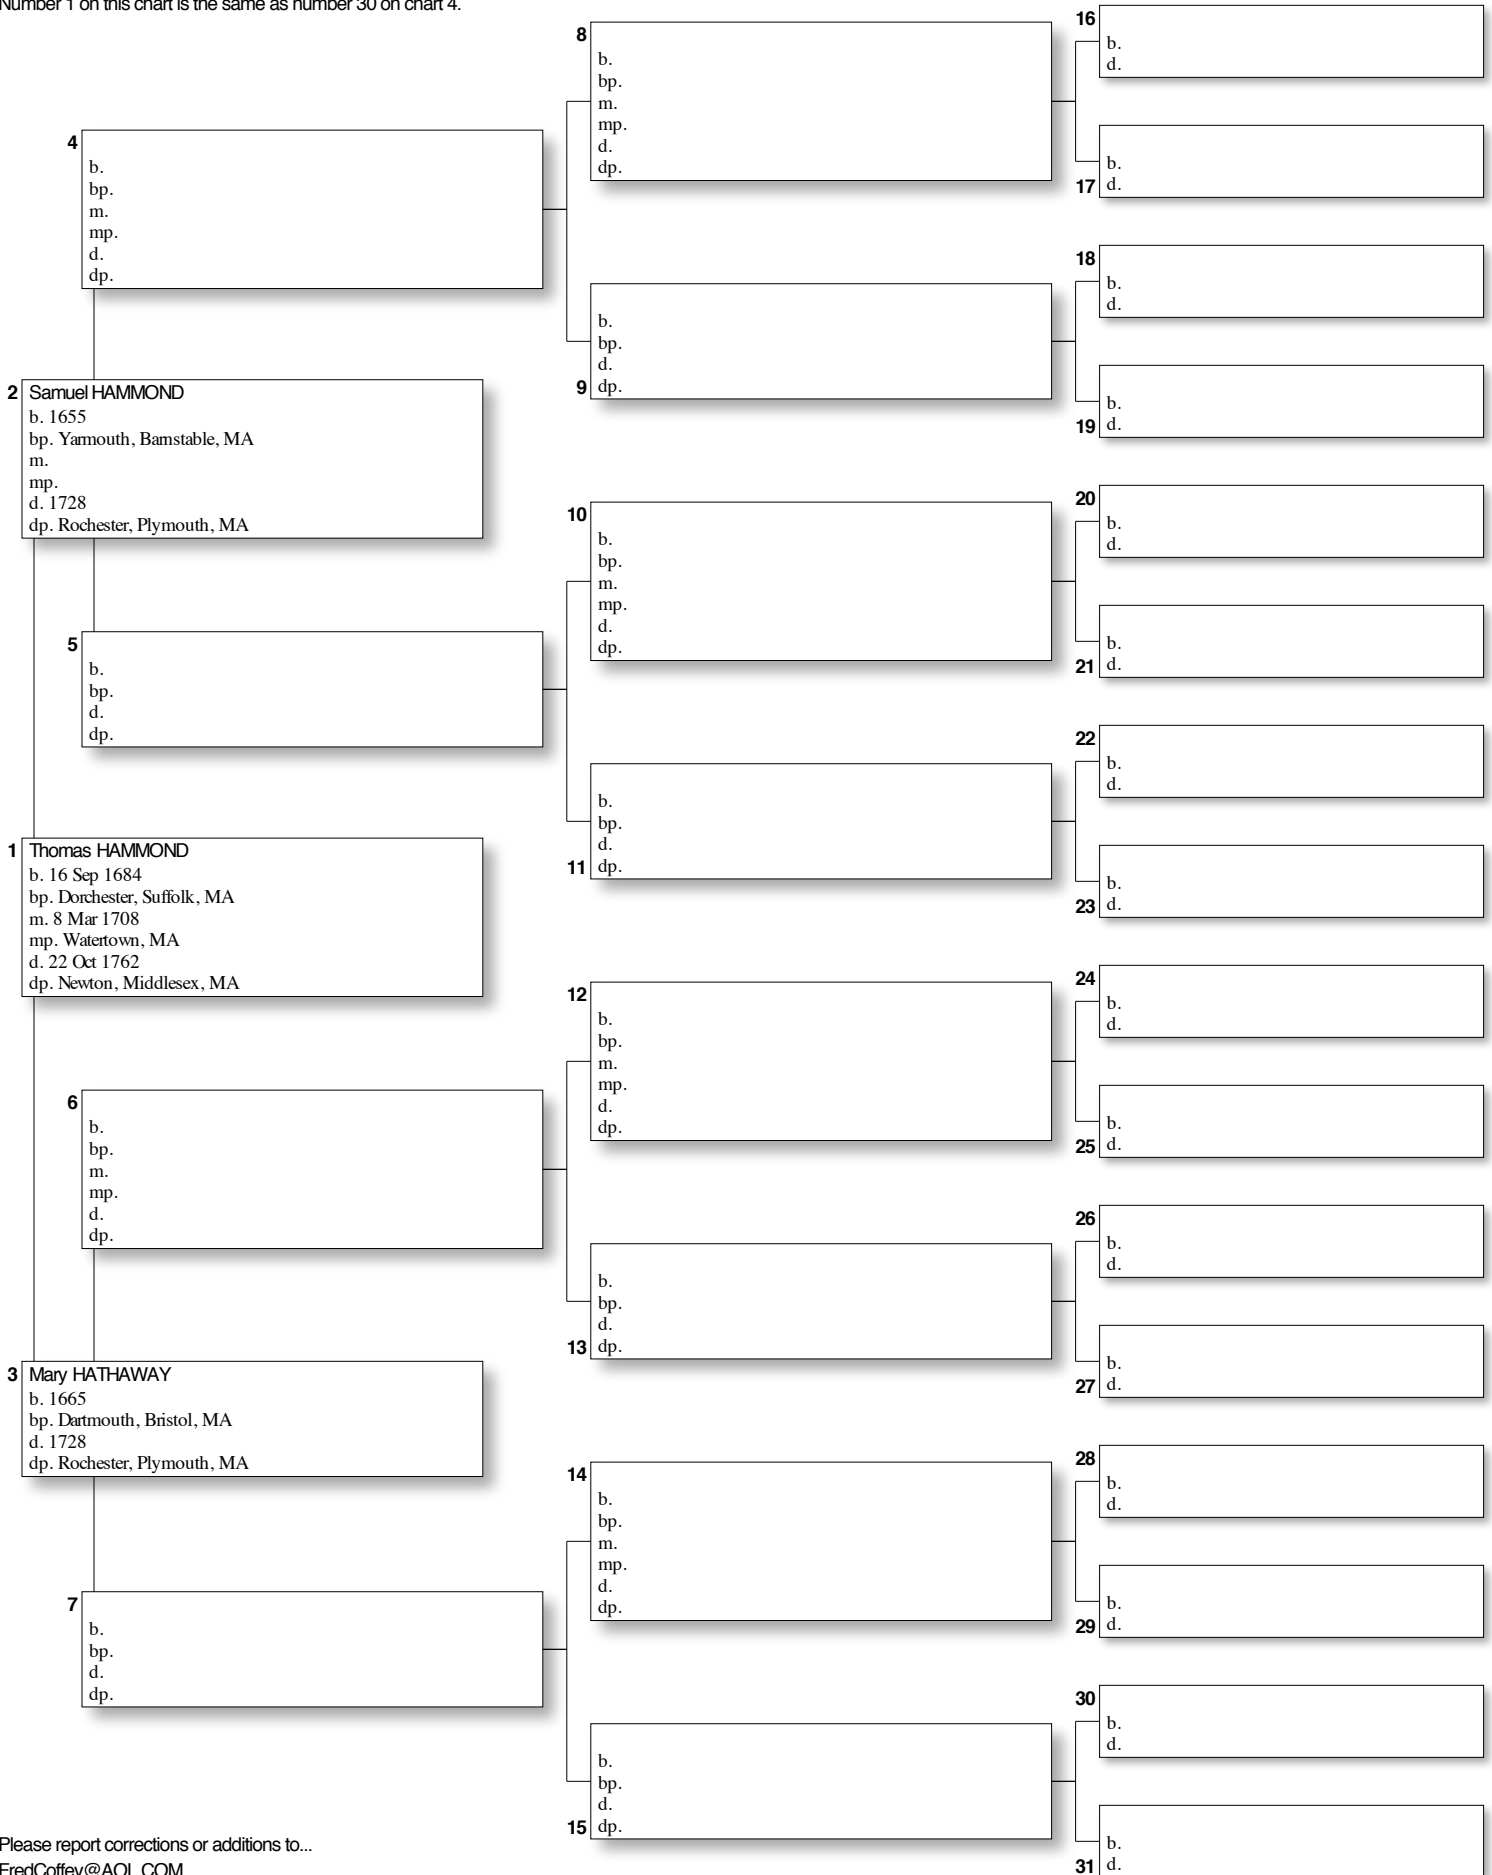 Number 1 on this chart is the same as number 30 on chart 4.
1 Thomas HAMMOND
b. 16 Sep 1684
bp. Dorchester, Suffolk, MA
m. 8 Mar 1708
mp. Watertown, MA
d. 22 Oct 1762
dp. Newton, Middlesex, MA
2 Samuel HAMMOND
b. 1655
bp. Yarmouth, Barnstable, MA
m.
mp.
d. 1728
dp. Rochester, Plymouth, MA
3 Mary HATHAWAY
b. 1665
bp. Dartmouth, Bristol, MA
d. 1728
dp. Rochester, Plymouth, MA
4
b.
bp.
m.
mp.
d.
dp.
5
b.
bp.
d.
dp.
6
b.
bp.
m.
mp.
d.
dp.
7
b.
bp.
d.
dp.
8
b.
bp.
m.
mp.
d.
dp.
b.
bp.
d.
9 dp.
10
b.
bp.
m.
mp.
d.
dp.
b.
bp.
d.
11 dp.
12
b.
bp.
m.
mp.
d.
dp.
b.
bp.
d.
13 dp.
14
b.
bp.
m.
mp.
d.
dp.
b.
bp.
d.
15 dp.
16
b.
d.
b.
17 d.
18
b.
d.
b.
19 d.
20
b.
d.
b.
21 d.
22
b.
d.
b.
23 d.
24
b.
d.
b.
25 d.
26
b.
d.
b.
27 d.
28
b.
d.
b.
29 d.
30
b.
d.
b.
31 d.
Please report corrections or additions to...
FredCoffey@AOL.COM